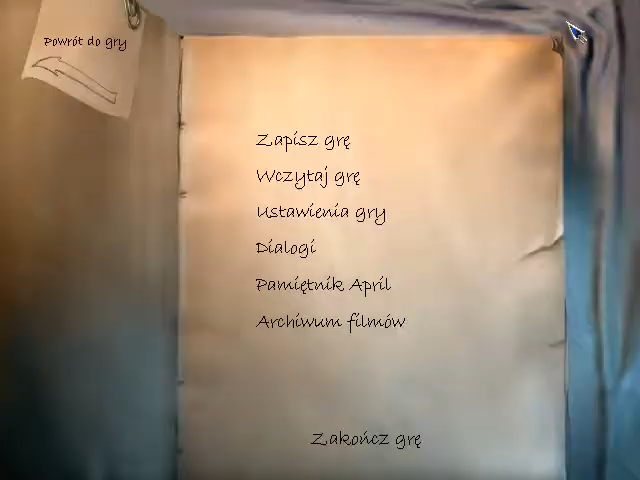 Powrót do gry
Zapisz grę
Wczytaj grę
Ustawienia gry
Dialogi
Pamiętnik April
Archiwum filmów
Zakończ grę